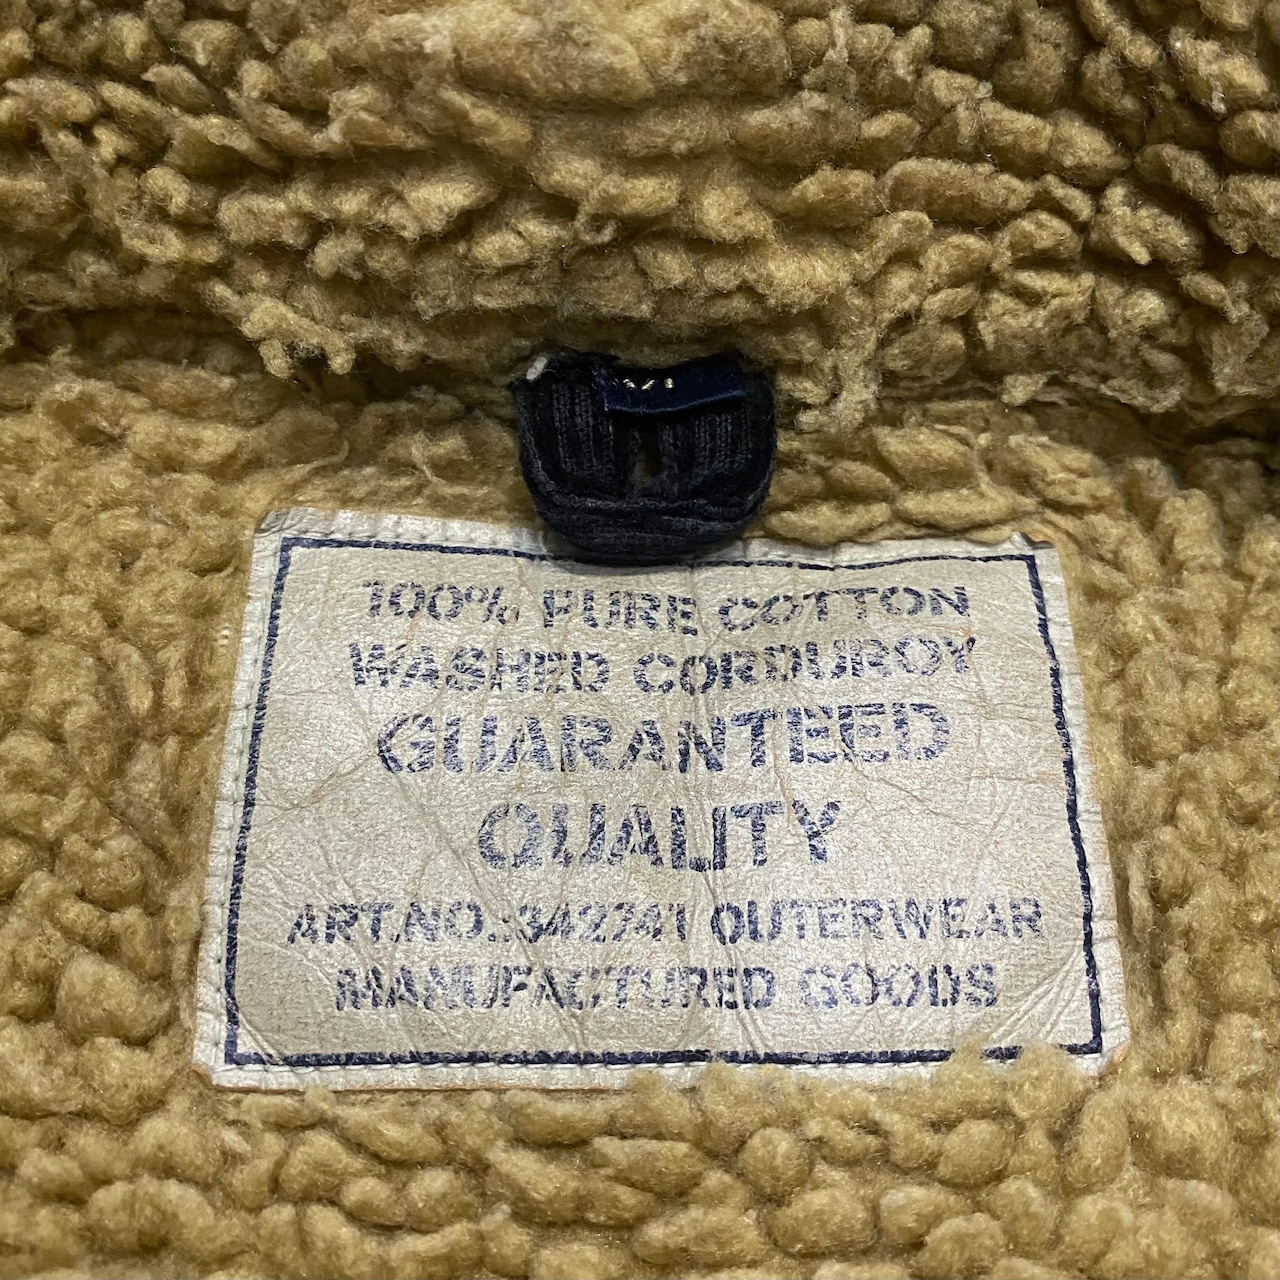 100% PURE COTTON
WASHED CORDUROY
GUARANTEED
QUALITY
ART.NO.:342741 OUTERWEAR
MANUFACTURED GOODS